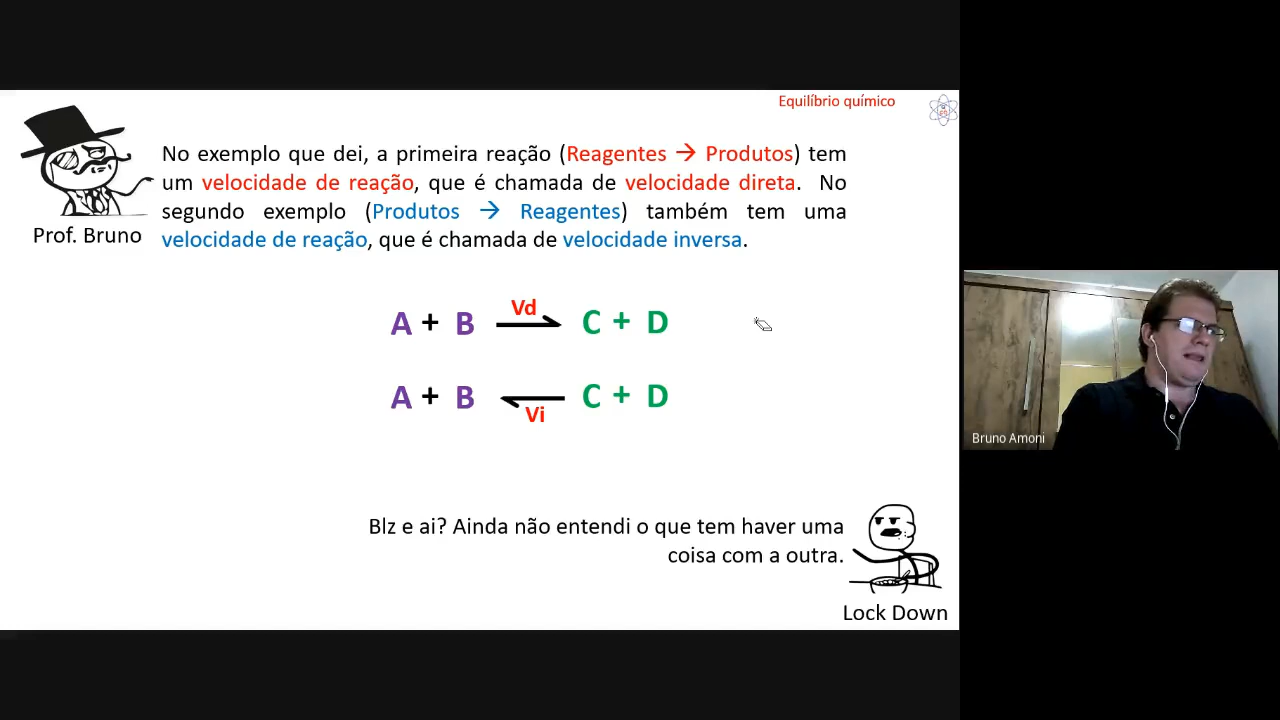 Equilíbrio químico
No exemplo que dei, a primeira reação (Reagentes → Produtos) tem
um velocidade de reação, que é chamada de velocidade direta. No
segundo exemplo (Produtos → Reagentes) também tem uma
velocidade de reação, que é chamada de velocidade inversa.
Prof. Bruno
Vd
A + B ⇀ C + D
A + B ↽ C + D
Vi
Bruno Amoni
Blz e ai? Ainda não entendi o que tem haver uma
coisa com a outra.
Lock Down